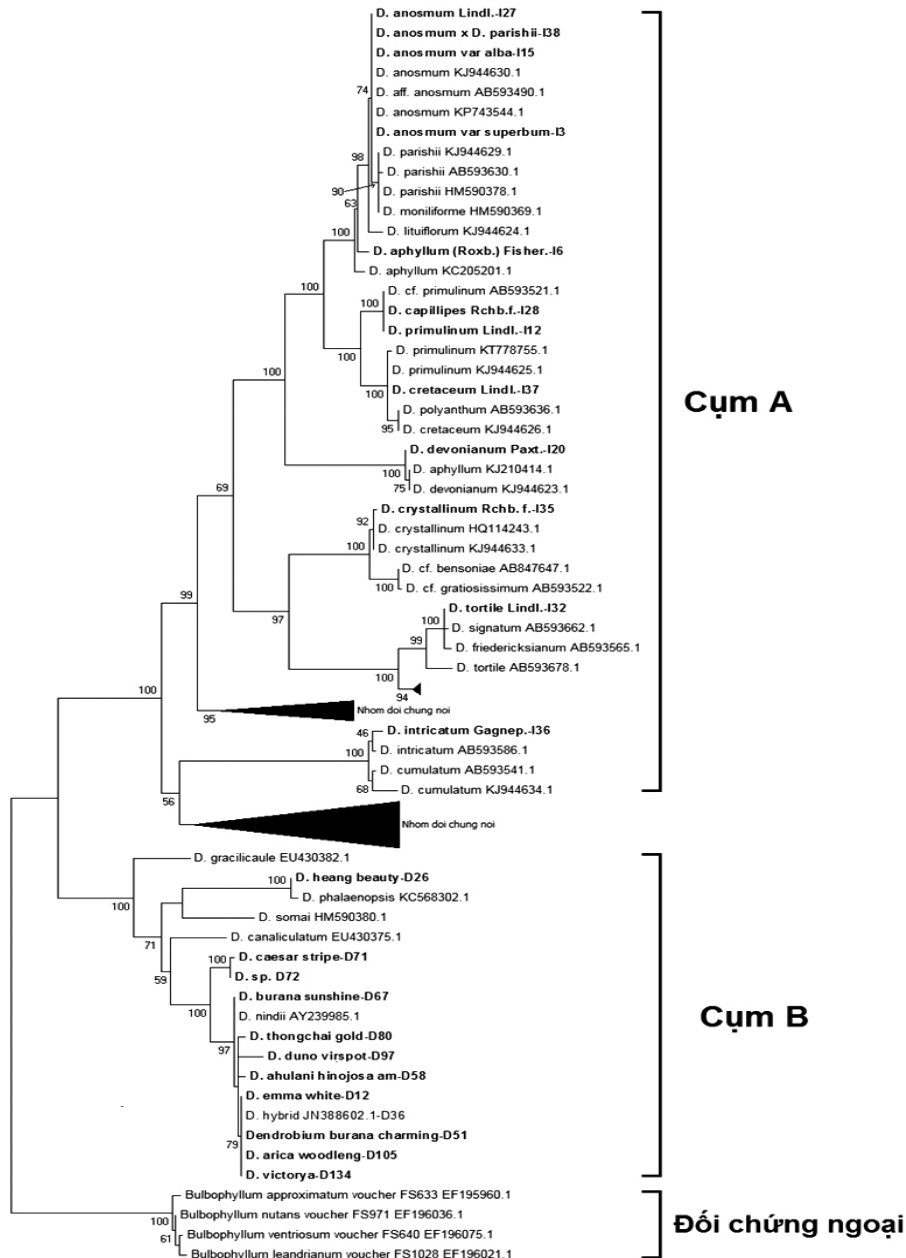 D. anosmum Lindl.-I27
D. anosmum x D. parishii-I38
D. anosmum var alba-I15
D. anosmum KJ944630.1
74
D. aff. anosmum AB593490.1
D. anosmum KP743544.1
D. anosmum var superbum-I3
D. parishii KJ944629.1
98
D. parishii AB593630.1
90
D. parishii HM590378.1
63
D. moniliforme HM590369.1
D. lituiflorum KJ944624.1
100
D. aphyllum (Roxb.) Fisher.-I6
D. aphyllum KC205201.1
100
D. cf. primulinum AB593521.1
100
D. capillipes Rchb.f.-I28
D. primulinum Lindl.-I12
100
D. primulinum KT778755.1
D. primulinum KJ944625.1
100
D. cretaceum Lindl.-I37
100
D. polyanthum AB593636.1
95
D. cretaceum KJ944626.1
Cụm A
D. devonianum Paxt.-I20
100
D. aphyllum KJ210414.1
75
D. devonianum KJ944623.1
69
D. crystallinum Rchb. f.-I35
92
D. crystallinum HQ114243.1
100
D. crystallinum KJ944633.1
D. cf. bensoniae AB847647.1
100
D. cf. gratiosissimum AB593522.1
99
97
D. tortile Lindl.-I32
100
D. signatum AB593662.1
99
D. friedericksianum AB593565.1
D. tortile AB593678.1
100
94
100
Nhom doi chung noi
95
D. intricatum Gagnep.-I36
46
D. intricatum AB593586.1
100
D. cumulatum AB593541.1
68
D. cumulatum KJ944634.1
56
Nhom doi chung noi
D. gracilicaule EU430382.1
D. heang beauty-D26
100
D. phalaenopsis KC568302.1
100
D. somai HM590380.1
71
D. canaliculatum EU430375.1
59
D. caesar stripe-D71
100
D. sp. D72
D. burana sunshine-D67
100
D. nindii AY239985.1
Cụm B
D. thongchai gold-D80
97
D. duno virspot-D97
D. ahulani hinojosa am-D58
D. emma white-D12
D. hybrid JN388602.1-D36
Dendrobium burana charming-D51
79
D. arica woodleng-D105
D. victorya-D134
Bulbophyllum approximatum voucher FS633 EF195960.1
Bulbophyllum nutans voucher FS971 EF196036.1
100
Bulbophyllum ventriosum voucher FS640 EF196075.1
61
Bulbophyllum leandrianum voucher FS1028 EF196021.1
Đối chứng ngoại